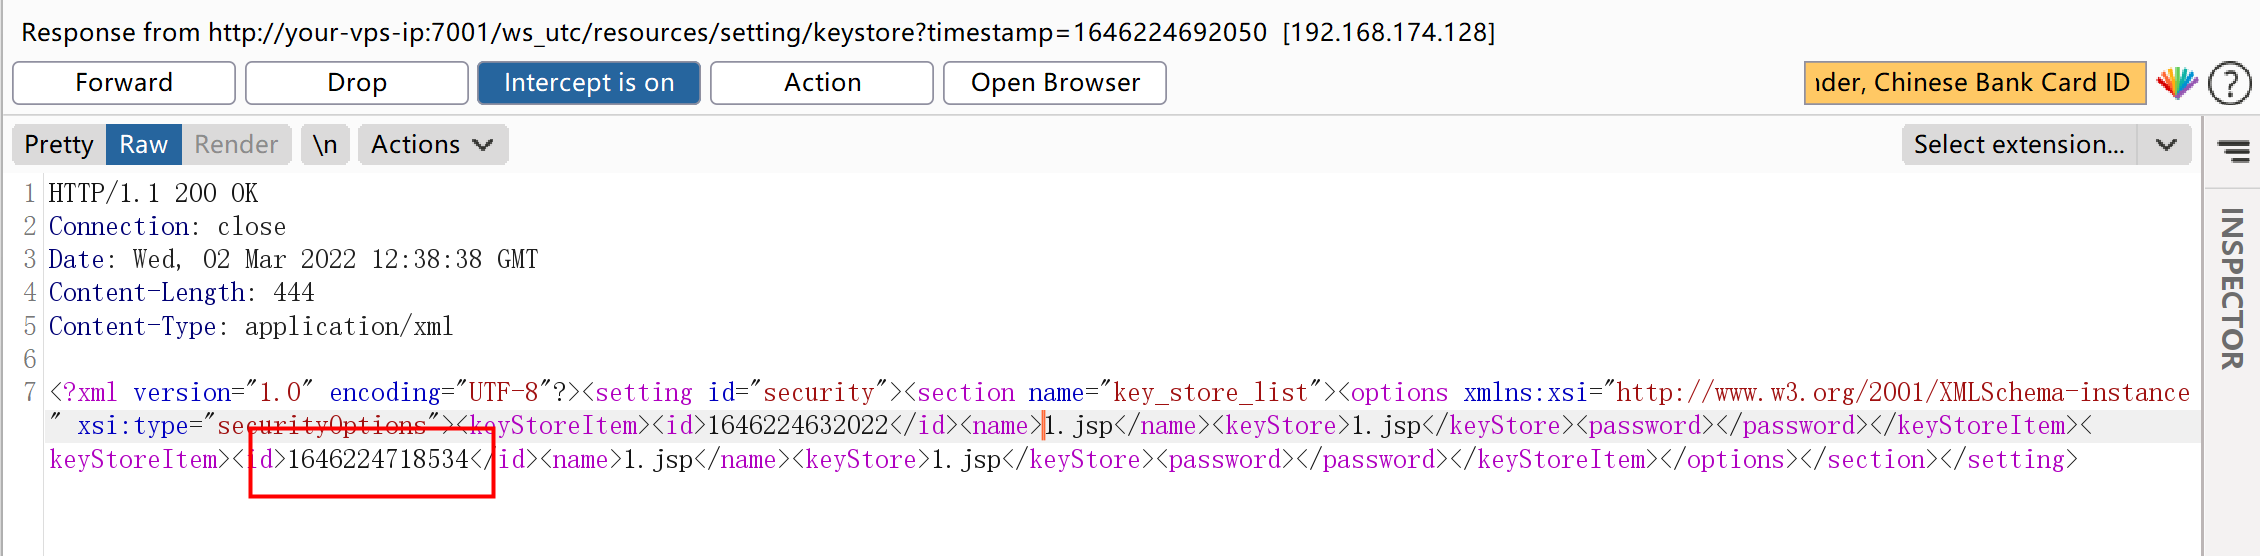 Response from http://your-vps-ip:7001/ws_utc/resources/setting/keystore?timestamp=1646224692050 [192.168.174.128]
Forward Drop Intercept is on Action Open Browser der, Chinese Bank Card ID ?
Pretty Raw Render \n Actions Select extension...
1 HTTP/1.1 200 OK
2 Connection: close
3 Date: Wed, 02 Mar 2022 12:38:38 GMT
4 Content-Length: 444
5 Content-Type: application/xml
6
7 <?xml version="1.0" encoding="UTF-8"?><setting id="security"><section name="key_store_list"><options xmlns:xsi="http://www.w3.org/2001/XMLSchema-instance
" xsi:type="securityOptions"><keyStoreItem><id>1646224632022</id><name>1.jsp</name><keyStore>1.jsp</keyStore><password></password></keyStoreItem><
keyStoreItem><id>1646224718534</id><name>1.jsp</name><keyStore>1.jsp</keyStore><password></password></keyStoreItem></options></section></setting>
INSPECTOR